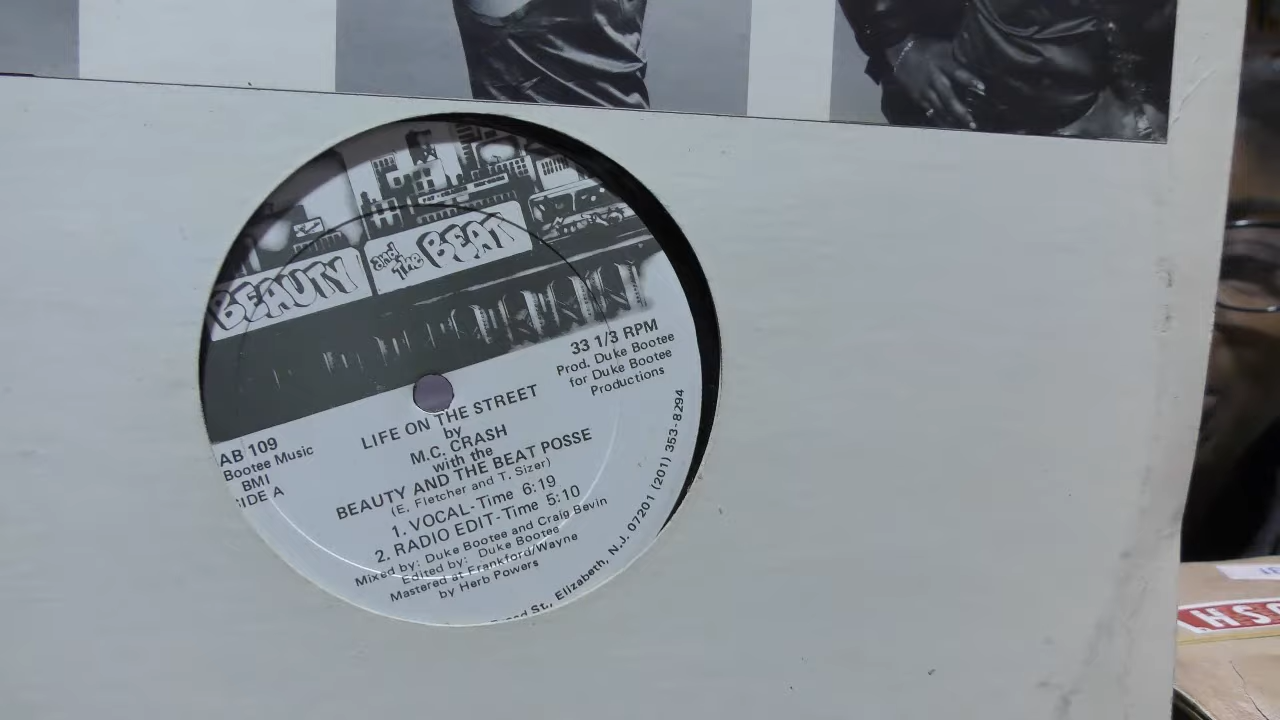 BEAUTY
and The BEAT
33 1/3 RPM
Prod. Duke Bootee
for Duke Bootee
Productions
AB 109
Bootee Music
BMI
SIDE A
LIFE ON THE STREET
by
M.C. CRASH
with the
BEAUTY AND THE BEAT POSSE
(E. Fletcher and T. Sizer)
1. VOCAL-Time 6:19
2. RADIO EDIT-Time 5:10
Mixed by: Duke Bootee and Craig Bevin
Edited by: Duke Bootee
Mastered at Frankford/Wayne
by Herb Powers
St., Elizabeth, N.J. 07201 (201) 353-8294